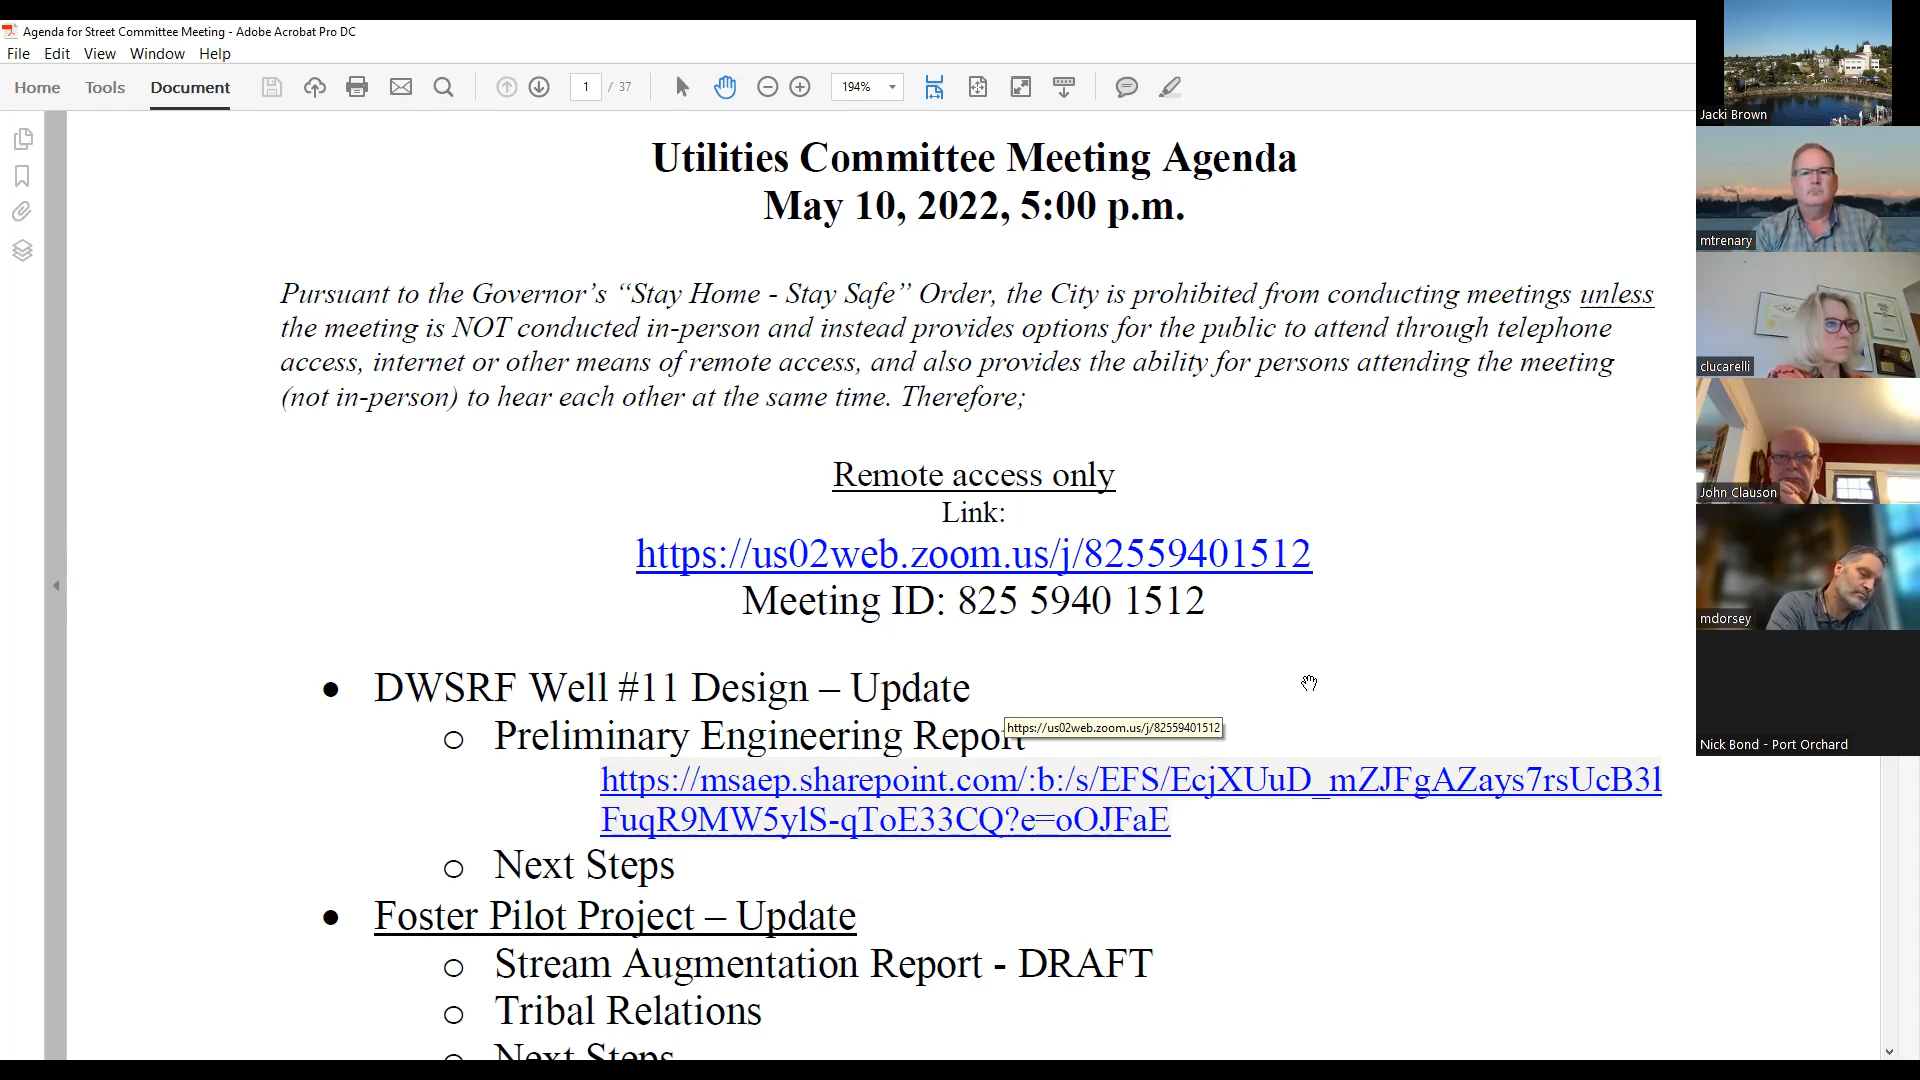 Agenda for Street Committee Meeting - Adobe Acrobat Pro DC
File Edit View Window Help
Home Tools Document 1 / 37 194%
Utilities Committee Meeting Agenda
May 10, 2022, 5:00 p.m.
Pursuant to the Governor’s “Stay Home - Stay Safe” Order, the City is prohibited from conducting meetings unless
the meeting is NOT conducted in-person and instead provides options for the public to attend through telephone
access, internet or other means of remote access, and also provides the ability for persons attending the meeting
(not in-person) to hear each other at the same time. Therefore;
Remote access only
Link:
https://us02web.zoom.us/j/82559401512
Meeting ID: 825 5940 1512
• DWSRF Well #11 Design – Update
o Preliminary Engineering Report
https://us02web.zoom.us/j/82559401512
https://msaep.sharepoint.com/:b:/s/EFS/EcjXUuD_mZJFgAZays7rsUcB3l
FuqR9MW5ylS-qToE33CQ?e=oOJFaE
o Next Steps
• Foster Pilot Project – Update
o Stream Augmentation Report - DRAFT
o Tribal Relations
o Next Steps
Jacki Brown
mtrenary
clucarelli
John Clauson
mdorsey
Nick Bond - Port Orchard